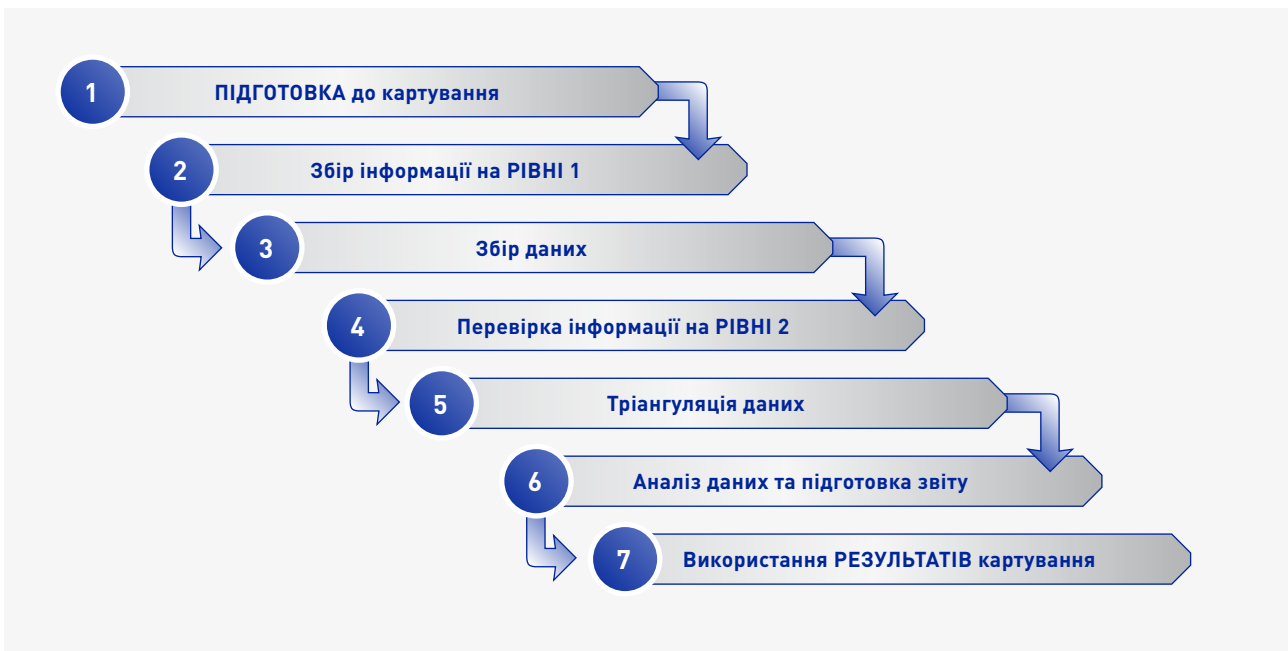 1
ПІДГОТОВКА до картування
2
Збір інформації на РІВНІ 1
3
Збір даних
4
Перевірка інформації на РІВНІ 2
5
Тріангуляція даних
6
Аналіз даних та підготовка звіту
7
Використання РЕЗУЛЬТАТІВ картування